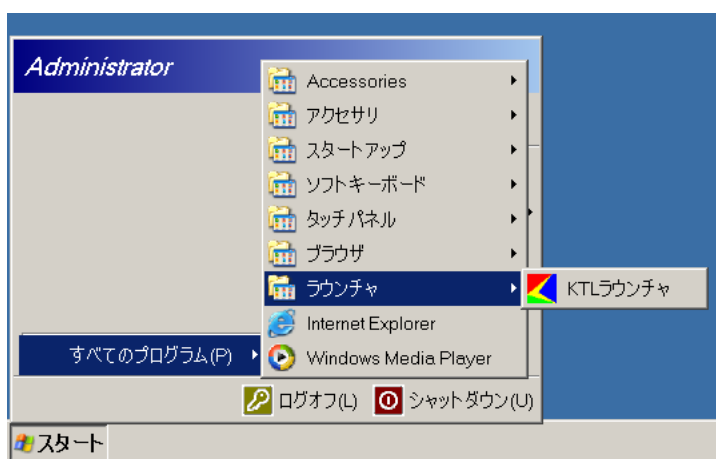 Administrator
Accessories
アクセサリ
スタートアップ
ソフトキーボード
タッチパネル
ブラウザ
ラウンチャ
KTLラウンチャ
Internet Explorer
すべてのプログラム(P)
Windows Media Player
ログオフ(L)
シャットダウン(U)
スタート